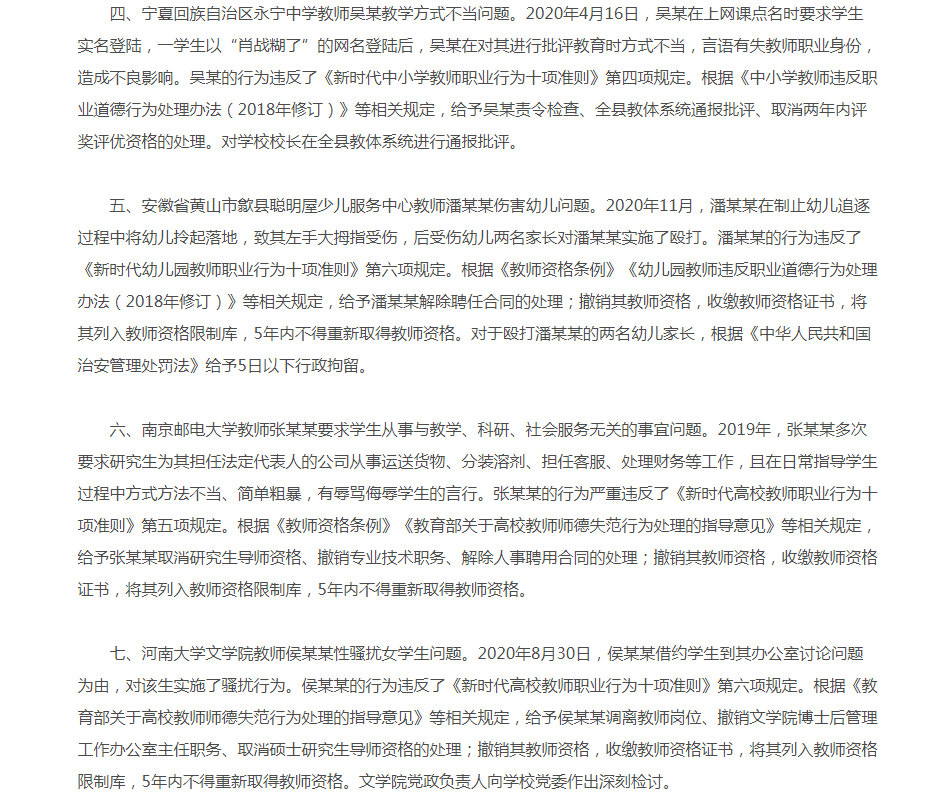 四、宁夏回族自治区永宁中学教师吴某教学方式不当问题。2020年4月16日，吴某在上网课点名时要求学生
实名登陆，一学生以“肖战糊了”的网名登陆后，吴某在对其进行批评教育时方式不当，言语有失教师职业身份，
造成不良影响。吴某的行为违反了《新时代中小学教师职业行为十项准则》第四项规定。根据《中小学教师违反职
业道德行为处理办法（2018年修订）》等相关规定，给予吴某责令检查、全县教体系统通报批评、取消两年内评
奖评优资格的处理。对学校校长在全县教体系统进行通报批评。
五、安徽省黄山市歙县聪明屋少儿服务中心教师潘某某伤害幼儿问题。2020年11月，潘某某在制止幼儿追逐
过程中将幼儿拎起落地，致其左手大拇指受伤，后受伤幼儿两名家长对潘某某实施了殴打。潘某某的行为违反了
《新时代幼儿园教师职业行为十项准则》第六项规定。根据《教师资格条例》《幼儿园教师违反职业道德行为处理
办法（2018年修订）》等相关规定，给予潘某某解除聘任合同的处理；撤销其教师资格，收缴教师资格证书，将
其列入教师资格限制库，5年内不得重新取得教师资格。对于殴打潘某某的两名幼儿家长，根据《中华人民共和国
治安管理处罚法》给予5日以下行政拘留。
六、南京邮电大学教师张某某要求学生从事与教学、科研、社会服务无关的事宜问题。2019年，张某某多次
要求研究生为其担任法定代表人的公司从事运送货物、分装溶剂、担任客服、处理财务等工作，且在日常指导学生
过程中方式方法不当、简单粗暴，有辱骂侮辱学生的言行。张某某的行为严重违反了《新时代高校教师职业行为十
项准则》第五项规定。根据《教师资格条例》《教育部关于高校教师师德失范行为处理的指导意见》等相关规定，
给予张某某取消研究生导师资格、撤销专业技术职务、解除人事聘用合同的处理；撤销其教师资格，收缴教师资格
证书，将其列入教师资格限制库，5年内不得重新取得教师资格。
七、河南大学文学院教师侯某某性骚扰女学生问题。2020年8月30日，侯某某借约学生到其办公室讨论问题
为由，对该生实施了骚扰行为。侯某某的行为违反了《新时代高校教师职业行为十项准则》第六项规定。根据《教
育部关于高校教师师德失范行为处理的指导意见》等相关规定，给予侯某某调离教师岗位、撤销文学院博士后管理
工作办公室主任职务、取消硕士研究生导师资格的处理；撤销其教师资格，收缴教师资格证书，将其列入教师资格
限制库，5年内不得重新取得教师资格。文学院党政负责人向学校党委作出深刻检讨。